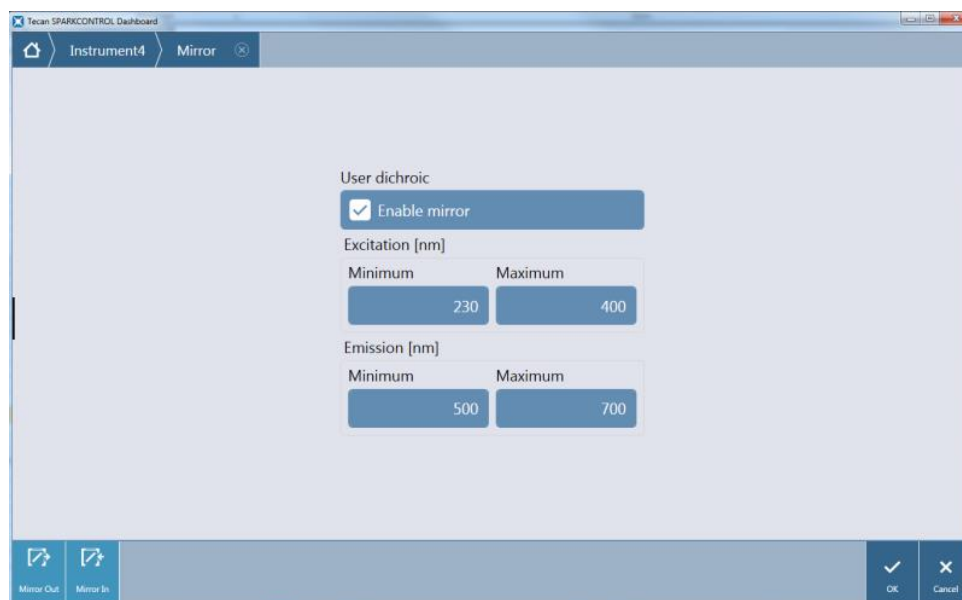 Tecan SPARKCONTROL Dashboard
Instrument4 Mirror
User dichroic
Enable mirror
Excitation [nm]
Minimum Maximum
230 400
Emission [nm]
Minimum Maximum
500 700
Mirror Out Mirror In OK Cancel